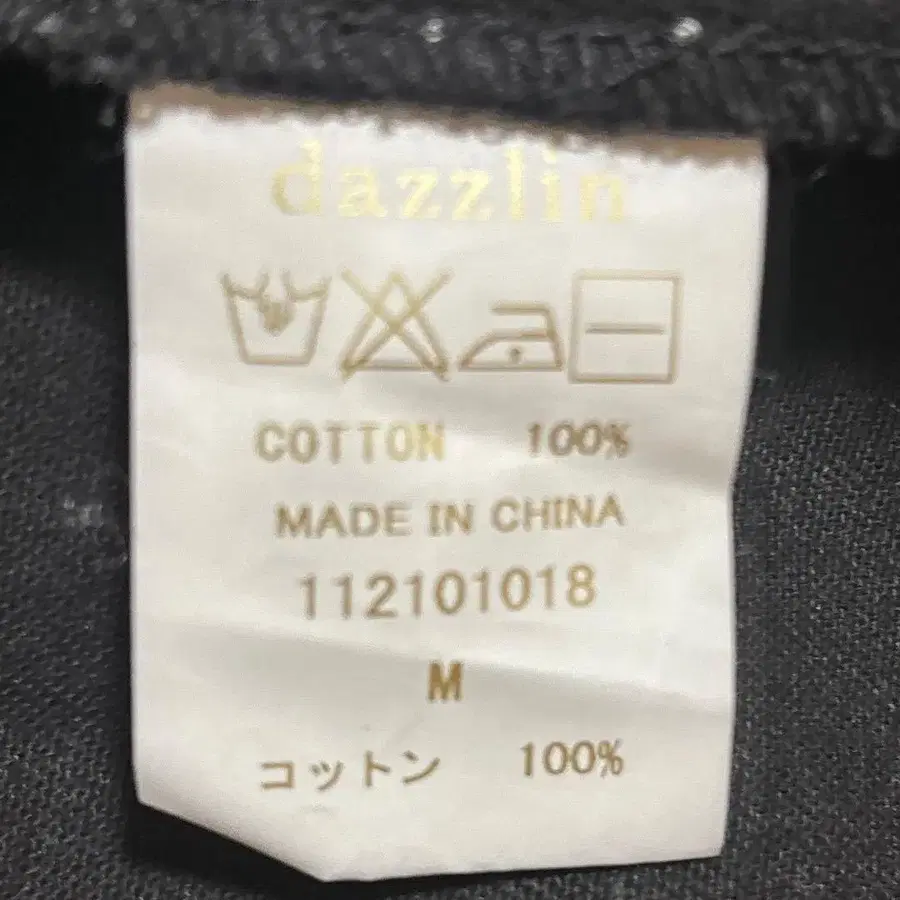 dazzlin
COTTON 100%
MADE IN CHINA
112101018
M
コットン 100%